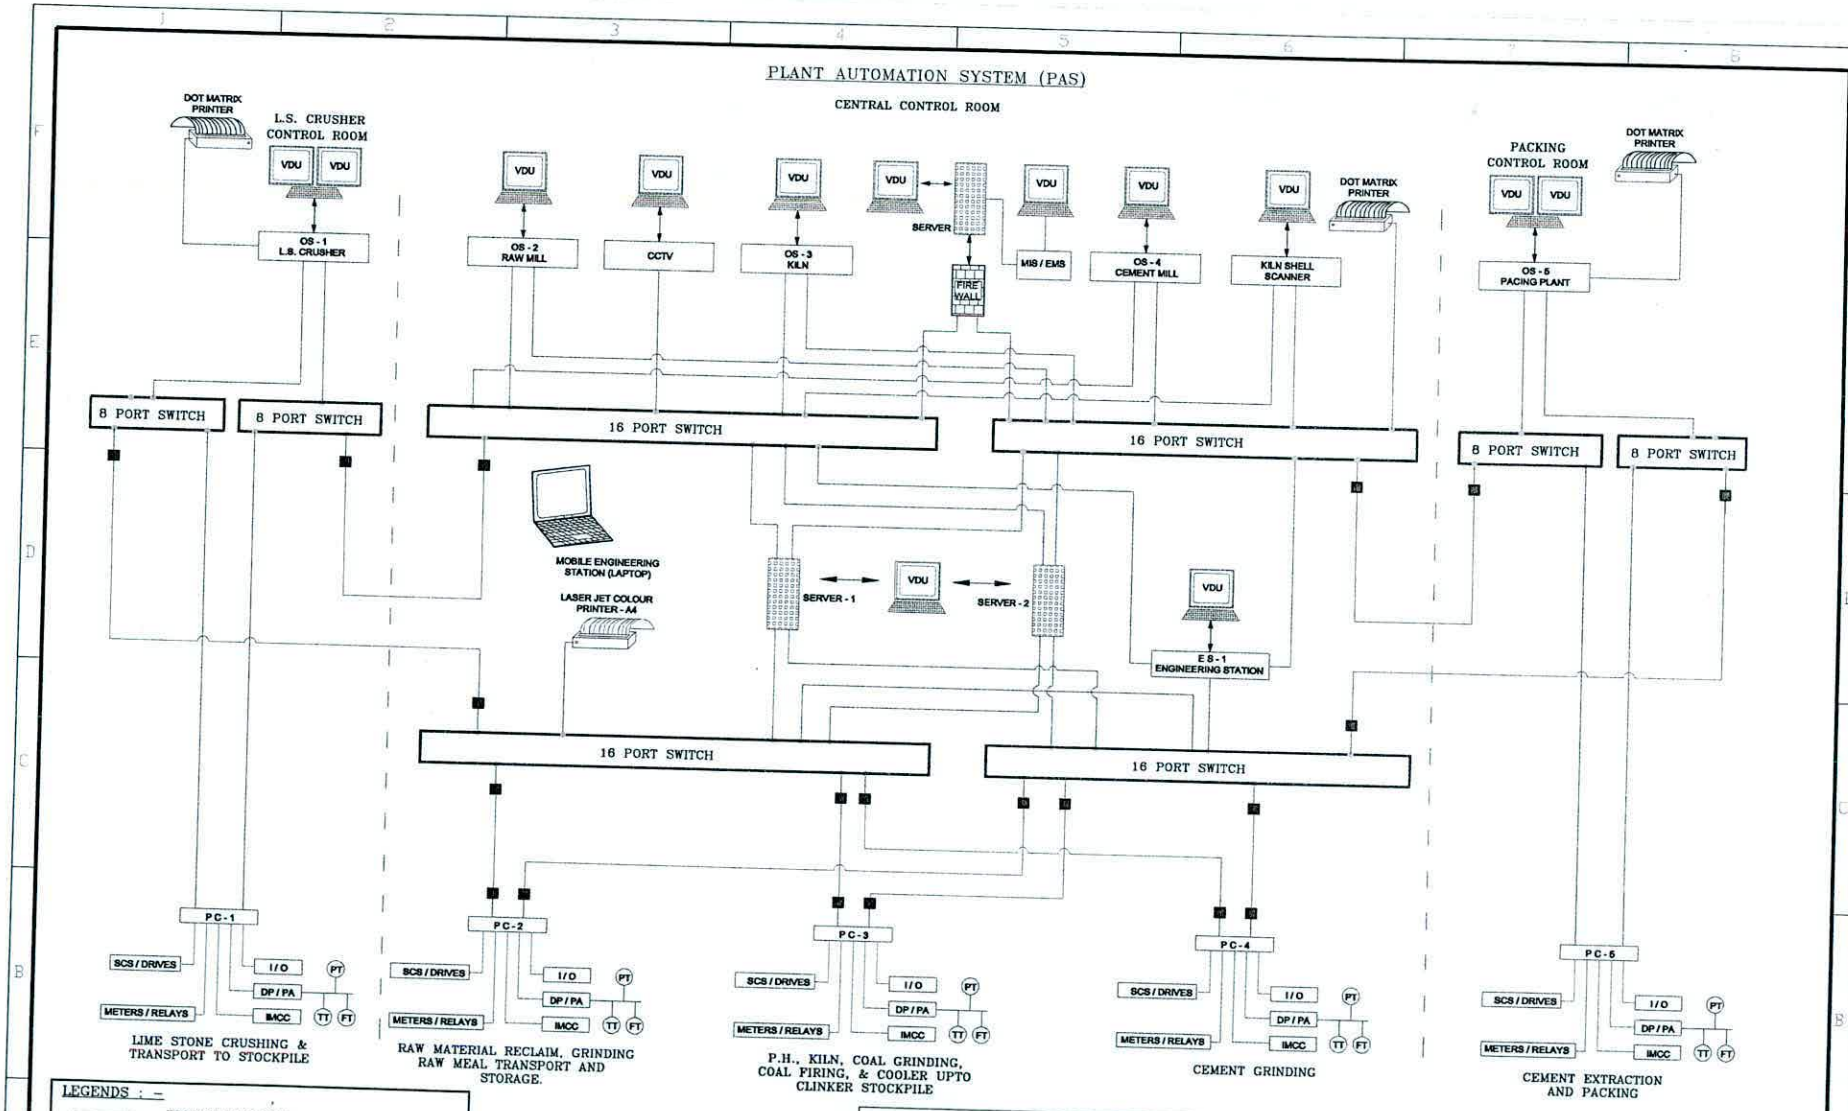 1 2 3 4 5 6 7 8
PLANT AUTOMATION SYSTEM (PAS)
CENTRAL CONTROL ROOM
DOT MATRIX
PRINTER
L.S. CRUSHER
CONTROL ROOM
VDU VDU
OS - 1
L.S. CRUSHER
VDU
OS - 2
RAW MILL
VDU
CCTV
VDU
OS - 3
KILN
VDU
SERVER
FIRE
WALL
VDU
MIS / EMS
VDU
OS - 4
CEMENT MILL
VDU
KILN SHELL
SCANNER
DOT MATRIX
PRINTER
PACKING
CONTROL ROOM
VDU VDU
OS - 5
PACING PLANT
DOT MATRIX
PRINTER
F
E
8 PORT SWITCH
8 PORT SWITCH
16 PORT SWITCH
16 PORT SWITCH
8 PORT SWITCH
8 PORT SWITCH
D
MOBILE ENGINEERING
STATION (LAPTOP)
LASER JET COLOUR
PRINTER - A4
SERVER - 1
VDU
SERVER - 2
VDU
ES - 1
ENGINEERING STATION
C
16 PORT SWITCH
16 PORT SWITCH
C
B
PC-1
SCS / DRIVES
METERS / RELAYS
I / O
DP / PA
IMCC
PT
TT FT
LIME STONE CRUSHING &
TRANSPORT TO STOCKPILE
PC-2
SCS / DRIVES
METERS / RELAYS
I / O
DP / PA
IMCC
PT
TT FT
RAW MATERIAL RECLAIM, GRINDING
RAW MEAL TRANSPORT AND
STORAGE.
PC-3
SCS / DRIVES
METERS / RELAYS
I / O
DP / PA
IMCC
PT
TT FT
P.H., KILN, COAL GRINDING,
COAL FIRING, & COOLER UPTO
CLINKER STOCKPILE
PC-4
SCS / DRIVES
METERS / RELAYS
I / O
DP / PA
IMCC
PT
TT FT
CEMENT GRINDING
PC-5
SCS / DRIVES
METERS / RELAYS
I / O
DP / PA
IMCC
PT
TT FT
CEMENT EXTRACTION
AND PACKING
B
LEGENDS : -